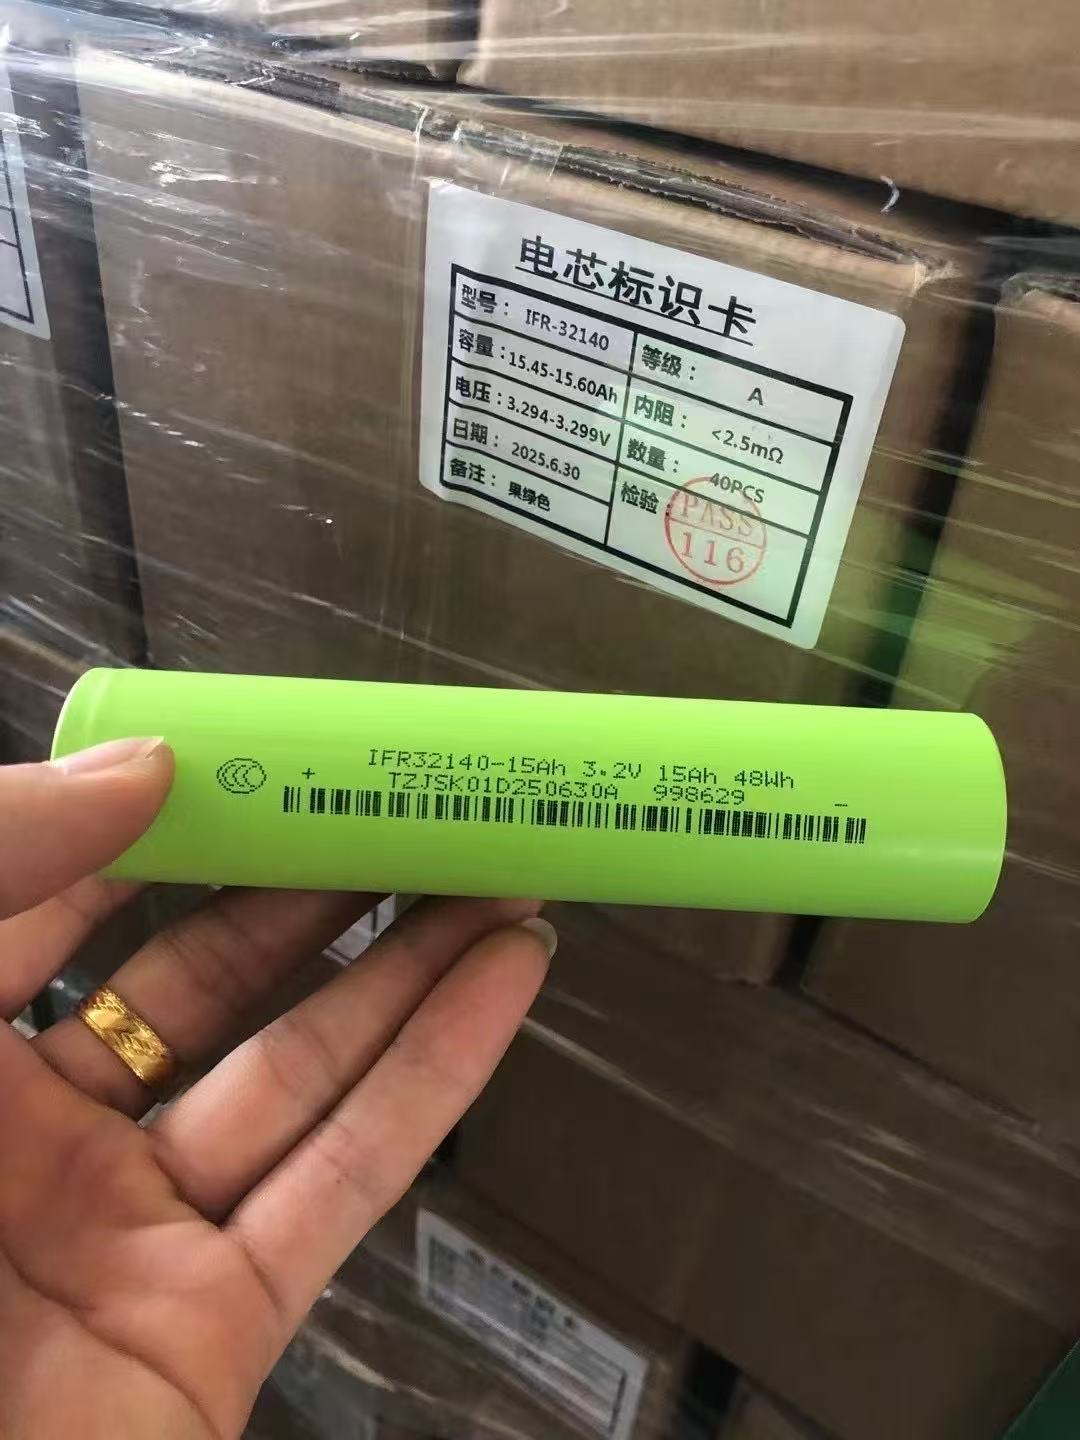 电芯标识卡
型号： IFR-32140
等级： A
容量：15.45-15.60Ah
内阻： <2.5mΩ
电压：3.294-3.299V
数量： 40PCS
日期： 2025.6.30
检验：
PASS
116
备注： 果绿色
CCC
IFR32140-15Ah 3.2V 15Ah 48Wh
+ TZJSK01D250630A 998629 -